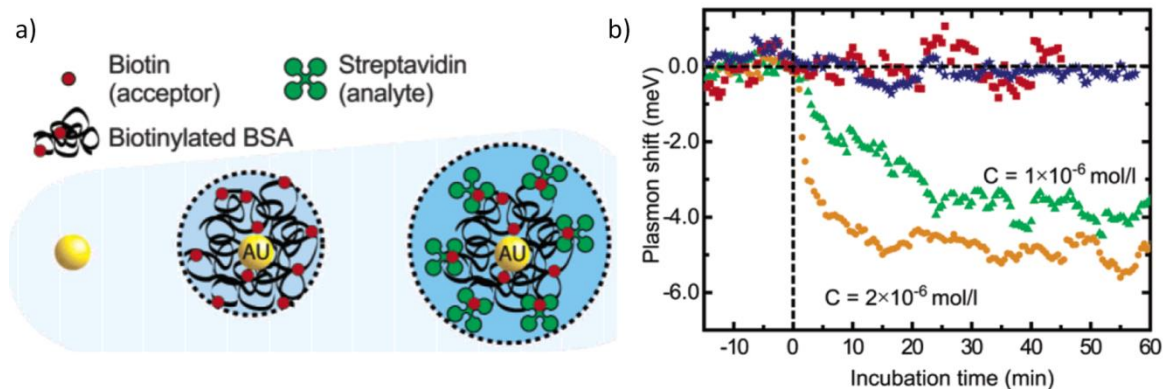 a)
Biotin
(acceptor)
Biotinylated BSA
Streptavidin
(analyte)
AU
AU
b)
Plasmon shift (meV)
0.0
-2.0
-4.0
-6.0
C = 1×10⁻⁶ mol/l
C = 2×10⁻⁶ mol/l
-10 0 10 20 30 40 50 60
Incubation time (min)